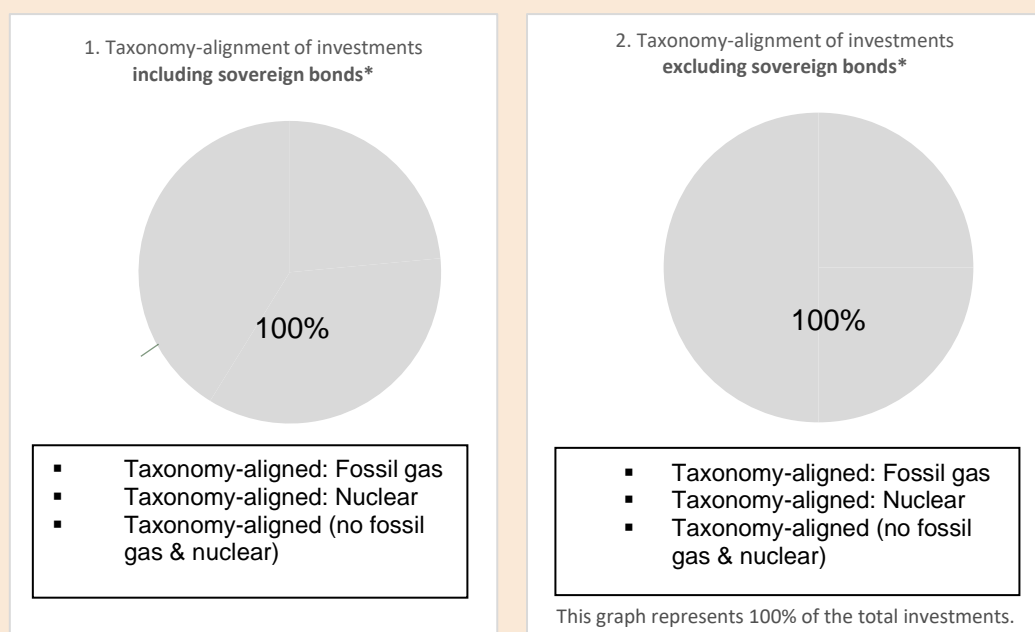 1. Taxonomy-alignment of investments
including sovereign bonds*
100%
▪ Taxonomy-aligned: Fossil gas
▪ Taxonomy-aligned: Nuclear
▪ Taxonomy-aligned (no fossil
gas & nuclear)
2. Taxonomy-alignment of investments
excluding sovereign bonds*
100%
▪ Taxonomy-aligned: Fossil gas
▪ Taxonomy-aligned: Nuclear
▪ Taxonomy-aligned (no fossil
gas & nuclear)
This graph represents 100% of the total investments.